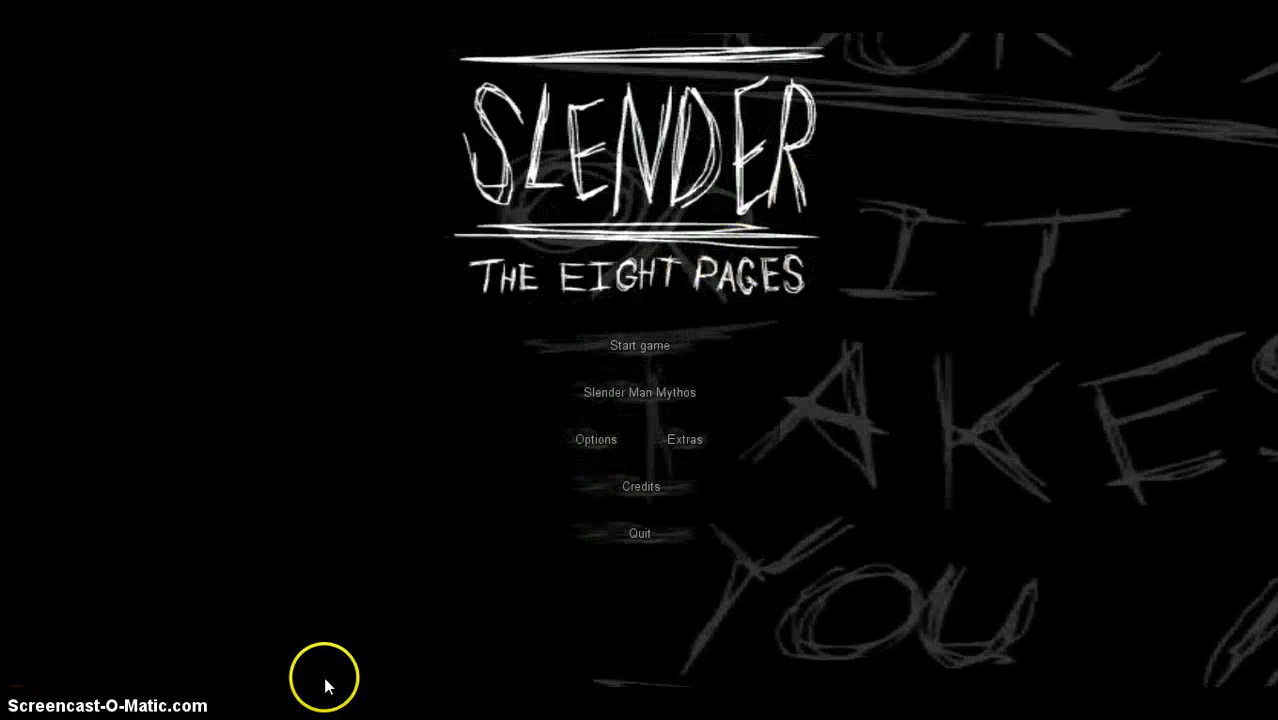 SLENDER
THE EIGHT PAGES
IT
Start game
TAKES
Slender Man Mythos
Options Extras
Credits
Quit
YOU
Screencast-O-Matic.com